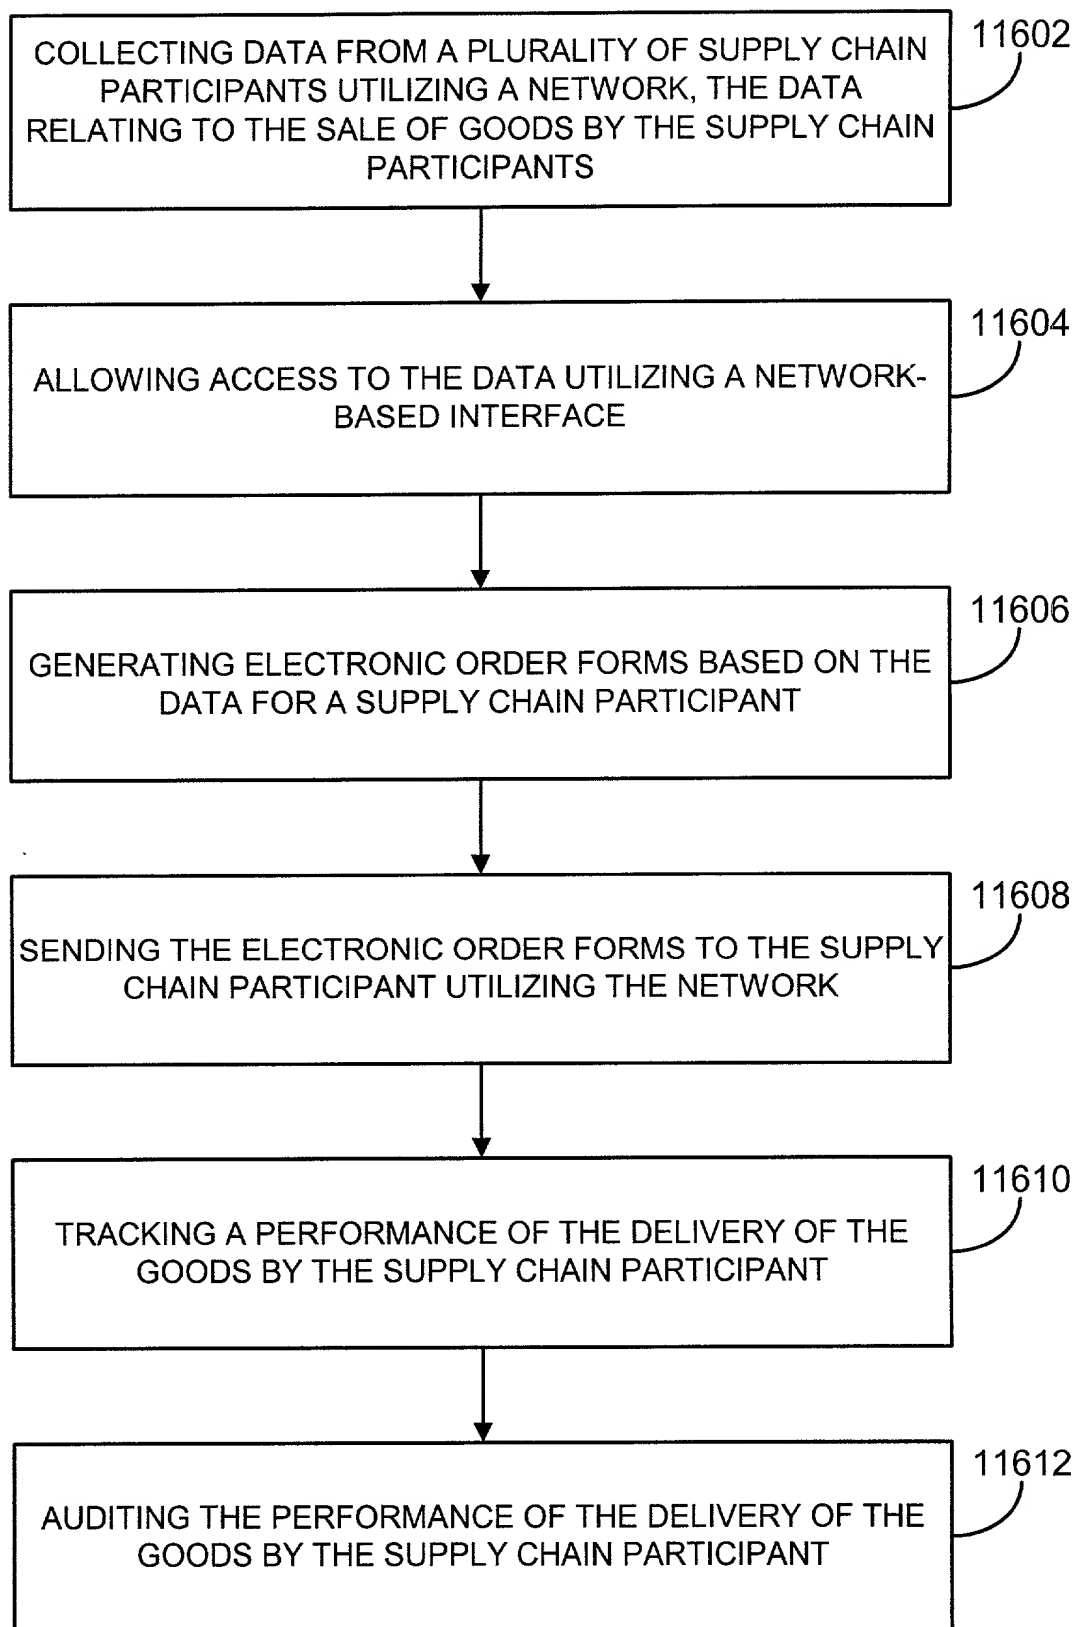 11602
COLLECTING DATA FROM A PLURALITY OF SUPPLY CHAIN
PARTICIPANTS UTILIZING A NETWORK, THE DATA
RELATING TO THE SALE OF GOODS BY THE SUPPLY CHAIN
PARTICIPANTS
11604
ALLOWING ACCESS TO THE DATA UTILIZING A NETWORK-
BASED INTERFACE
11606
GENERATING ELECTRONIC ORDER FORMS BASED ON THE
DATA FOR A SUPPLY CHAIN PARTICIPANT
11608
SENDING THE ELECTRONIC ORDER FORMS TO THE SUPPLY
CHAIN PARTICIPANT UTILIZING THE NETWORK
11610
TRACKING A PERFORMANCE OF THE DELIVERY OF THE
GOODS BY THE SUPPLY CHAIN PARTICIPANT
11612
AUDITING THE PERFORMANCE OF THE DELIVERY OF THE
GOODS BY THE SUPPLY CHAIN PARTICIPANT